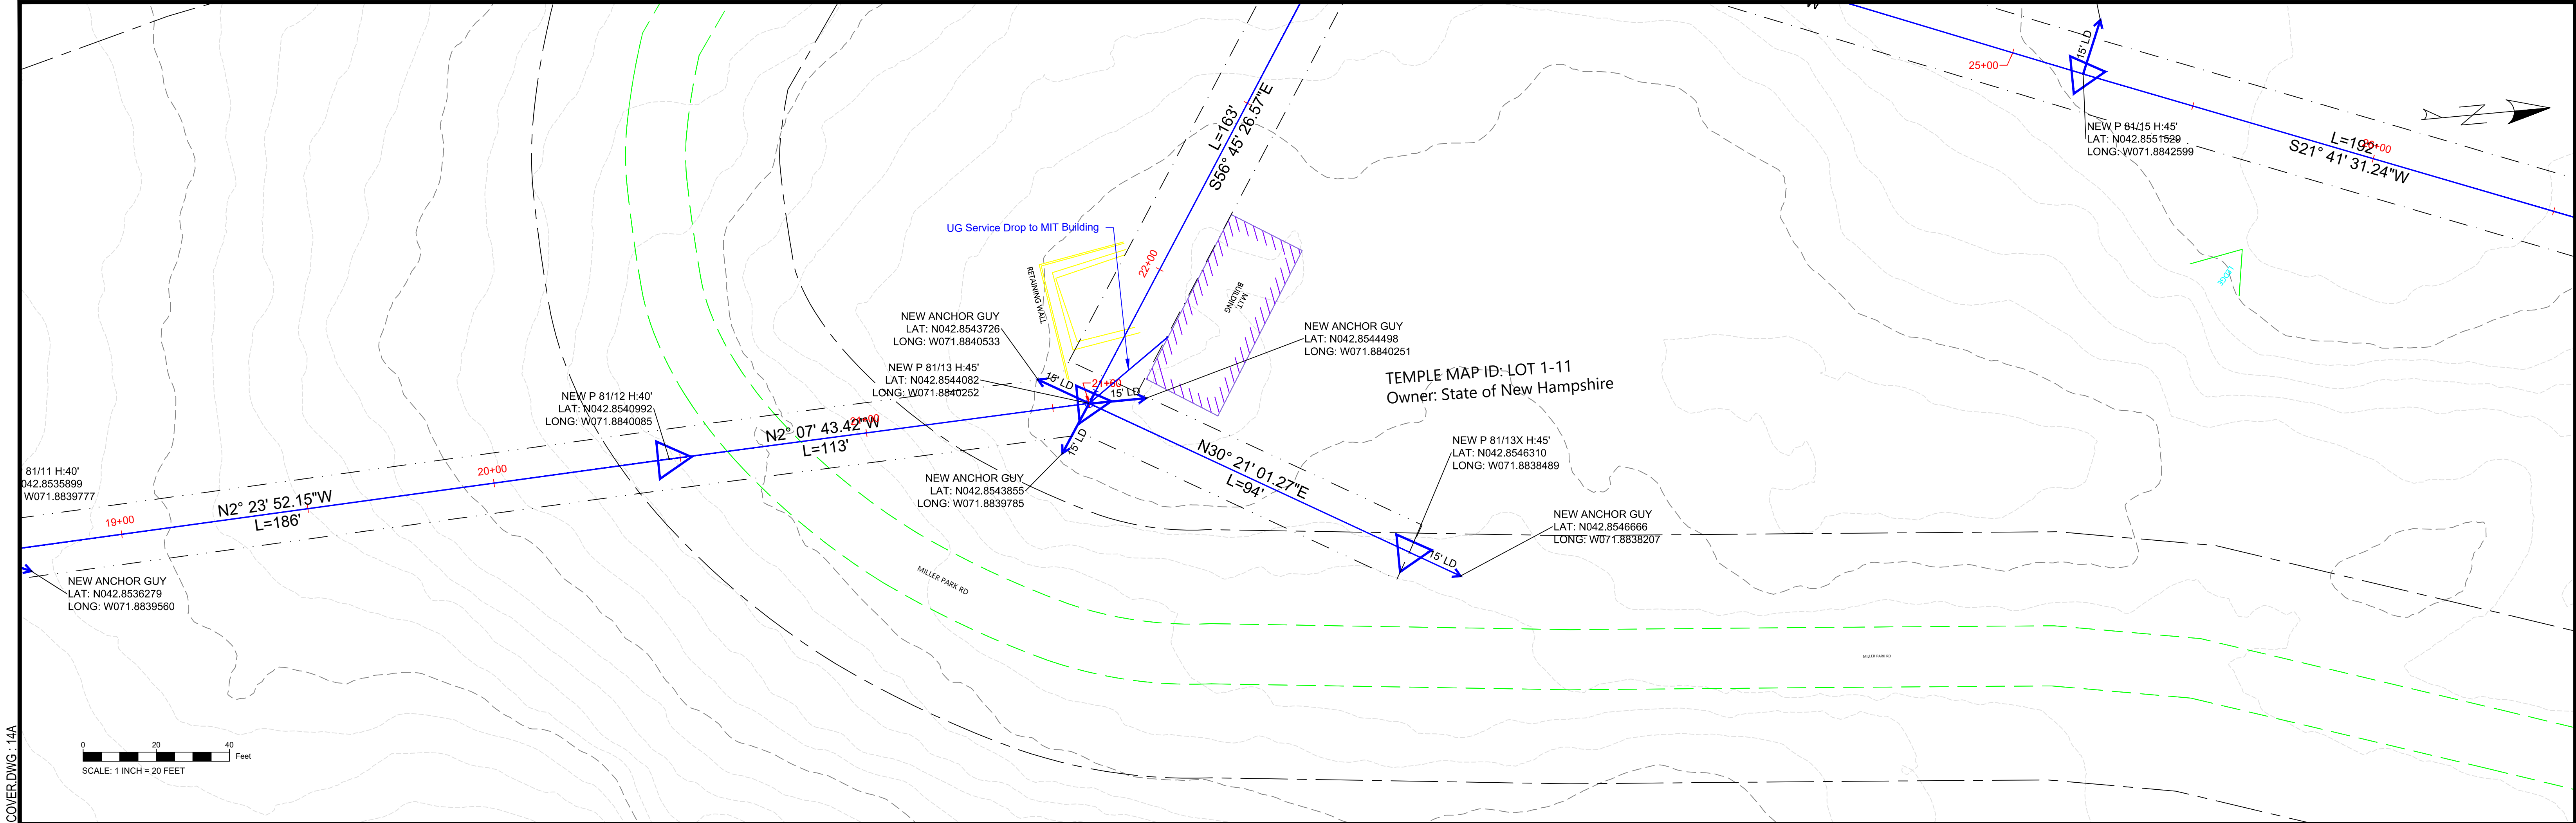 25+00
15' LD
NEW P 81/15 H:45'
LAT: N042.8551529
LONG: W071.8842599
L=192'
S21° 41' 31.24"W
L=163'
S56° 45' 26.57"E
22+00
UG Service Drop to MIT Building
RETAINING WALL
M.I.T.
BUILDING
LEDGE
NEW ANCHOR GUY
LAT: N042.8543726
LONG: W071.8840533
NEW ANCHOR GUY
LAT: N042.8544498
LONG: W071.8840251
NEW P 81/13 H:45'
LAT: N042.8544082
LONG: W071.8840252
15' LD
21+00
15' LD
15' LD
TEMPLE MAP ID: LOT 1-11
Owner: State of New Hampshire
NEW P 81/12 H:40'
LAT: N042.8540992
LONG: W071.8840085
N2° 07' 43.42"W
L=113'
21+00
NEW P 81/13X H:45'
LAT: N042.8546310
LONG: W071.8838489
N30° 21' 01.27"E
L=94'
81/11 H:40'
042.8535899
W071.8839777
20+00
NEW ANCHOR GUY
LAT: N042.8543855
LONG: W071.8839785
N2° 23' 52.15"W
L=186'
19+00
NEW ANCHOR GUY
LAT: N042.8546666
LONG: W071.8838207
15' LD
NEW ANCHOR GUY
LAT: N042.8536279
LONG: W071.8839560
MILLER PARK RD
MILLER PARK RD
0 20 40
Feet
SCALE: 1 INCH = 20 FEET
COVER.DWG : 14A